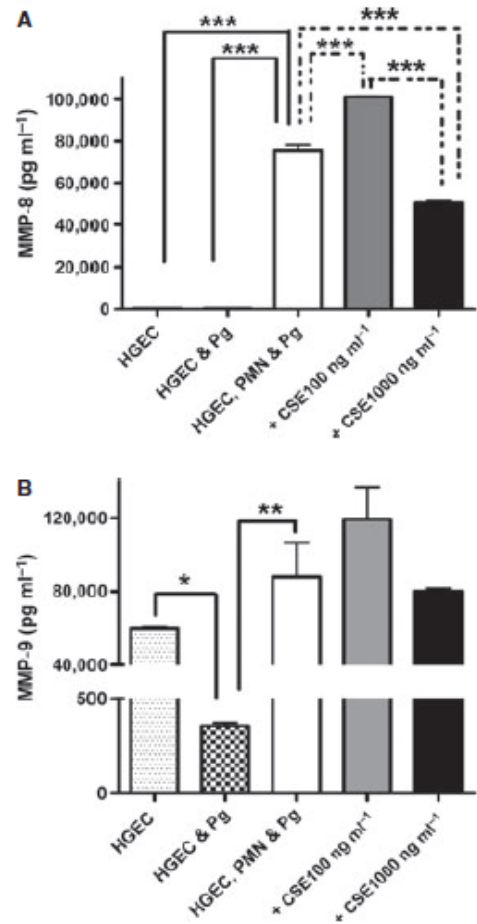 A
***
***
***
***
***
MMP-8 (pg ml⁻¹)
100,000
80,000
60,000
40,000
20,000
0
HGEC
HGEC & Pg
HGEC, PMN & Pg
CSE100 ng ml⁻¹
CSE1000 ng ml⁻¹
B
**
*
MMP-9 (pg ml⁻¹)
120,000
80,000
40,000
500
0
HGEC
HGEC & Pg
HGEC, PMN & Pg
CSE100 ng ml⁻¹
CSE1000 ng ml⁻¹